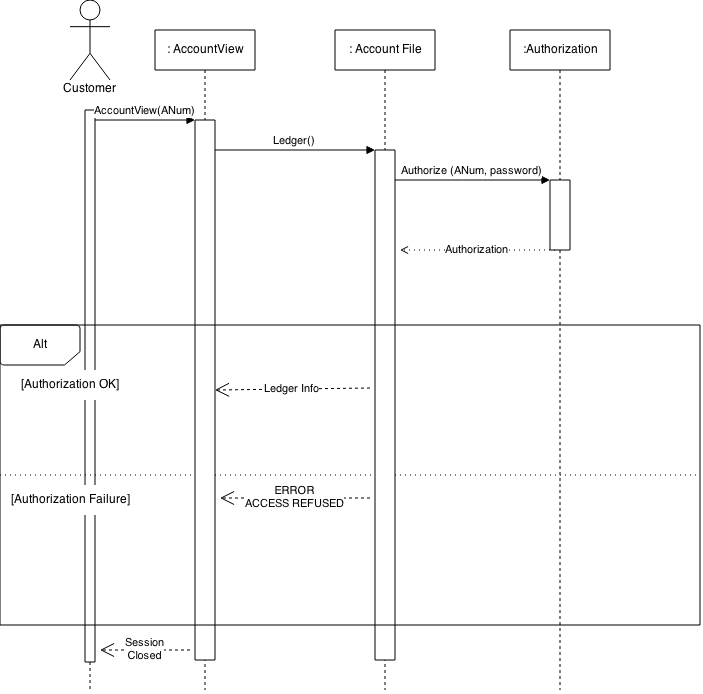 : AccountView
: Account File
:Authorization
Customer
AccountView(ANum)
Ledger()
Authorize (ANum, password)
Authorization
Alt
[Authorization OK]
Ledger Info
[Authorization Failure]
ERROR
ACCESS REFUSED
Session
Closed